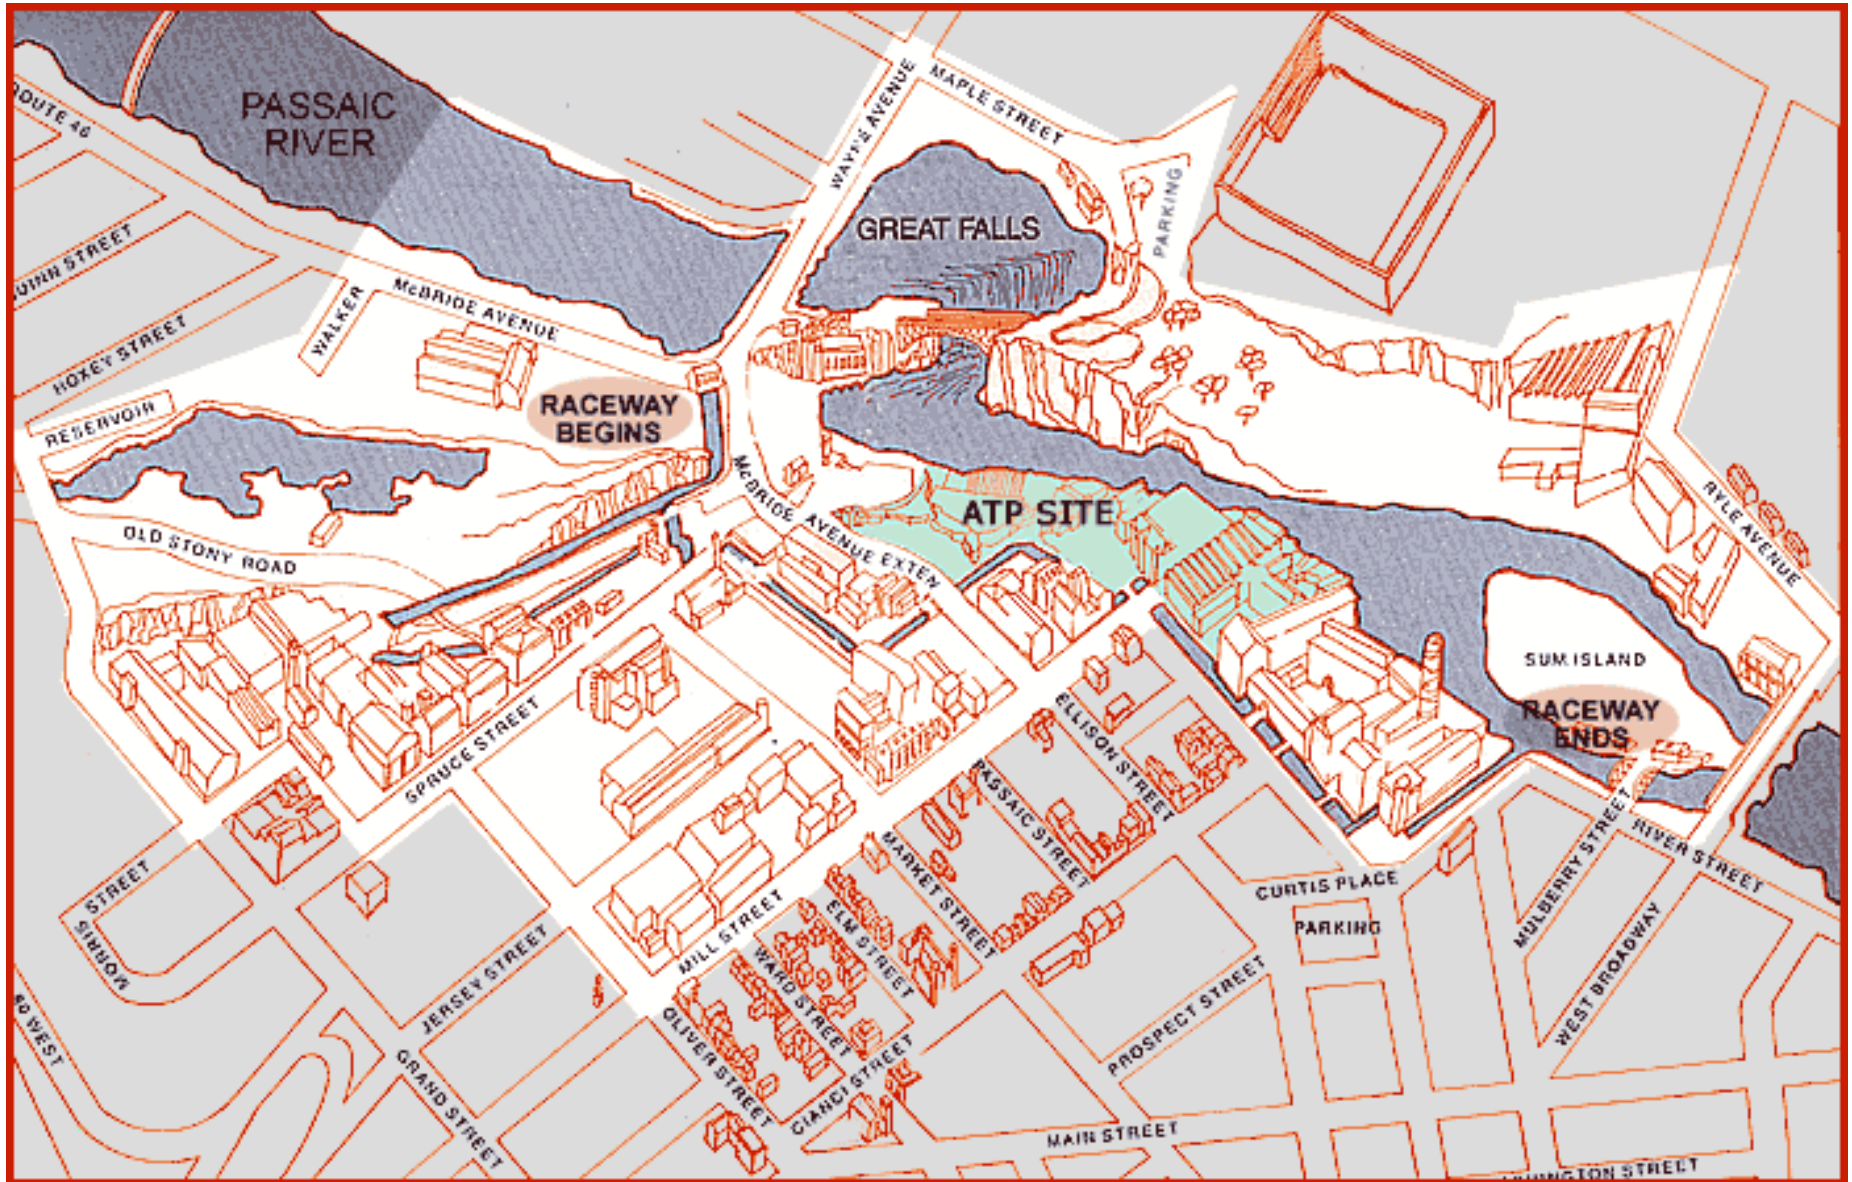 PASSAIC
RIVER
ROUTE 46
MAPLE STREET
WAYNE AVENUE
GREAT FALLS
PARKING
QUINN STREET
McBRIDE AVENUE
WALKER
HOXEY STREET
RESERVOIR
RACEWAY
BEGINS
McBRIDE AVENUE EXTEN
ATP SITE
RYLE AVENUE
OLD STONY ROAD
SUM ISLAND
RACEWAY
ENDS
SPRUCE STREET
ELLISON STREET
PASSAIC STREET
MARKET STREET
ELM STREET
WARD STREET
OLIVER STREET
MILL STREET
CURTIS PLACE
PARKING
MULBERRY STREET
RIVER STREET
WEST BROADWAY
MORRIS STREET
JERSEY STREET
GRAND STREET
PROSPECT STREET
CIANCI STREET
MAIN STREET
80 WEST
STREET